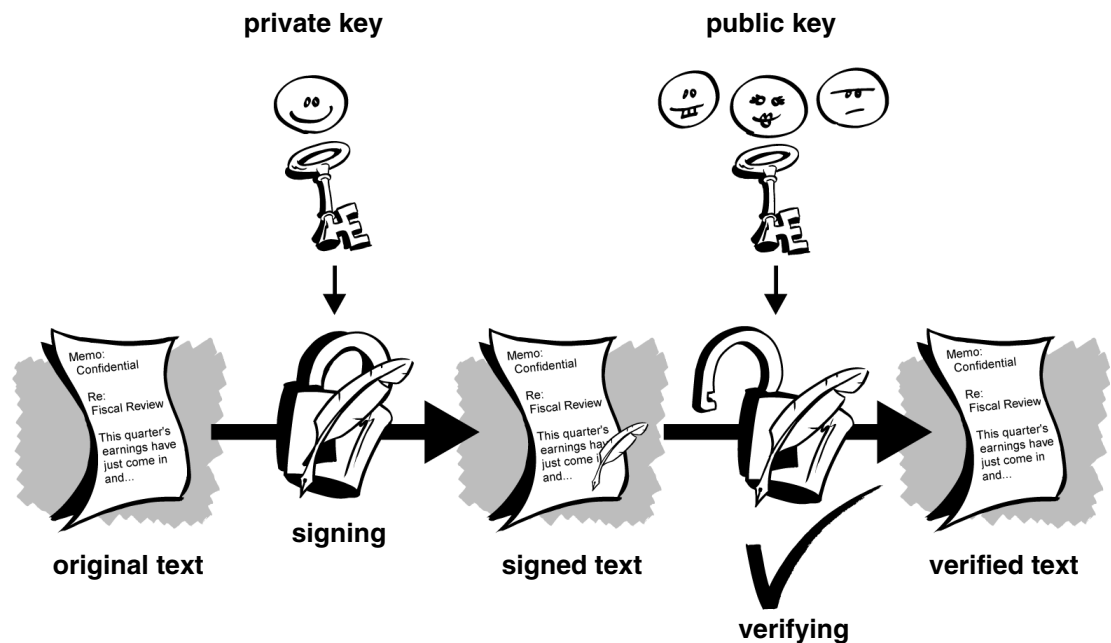 private key
public key
Memo:
Confidential
Re:
Fiscal Review
This quarter's
earnings have
just come in
and...
Memo:
Confidential
Re:
Fiscal Review
This quarter's
earnings hav
just come i
and...
Memo:
Confidential
Re:
Fiscal Review
This quarter's
earnings have
just come in
and...
signing
original text
signed text
verified text
verifying